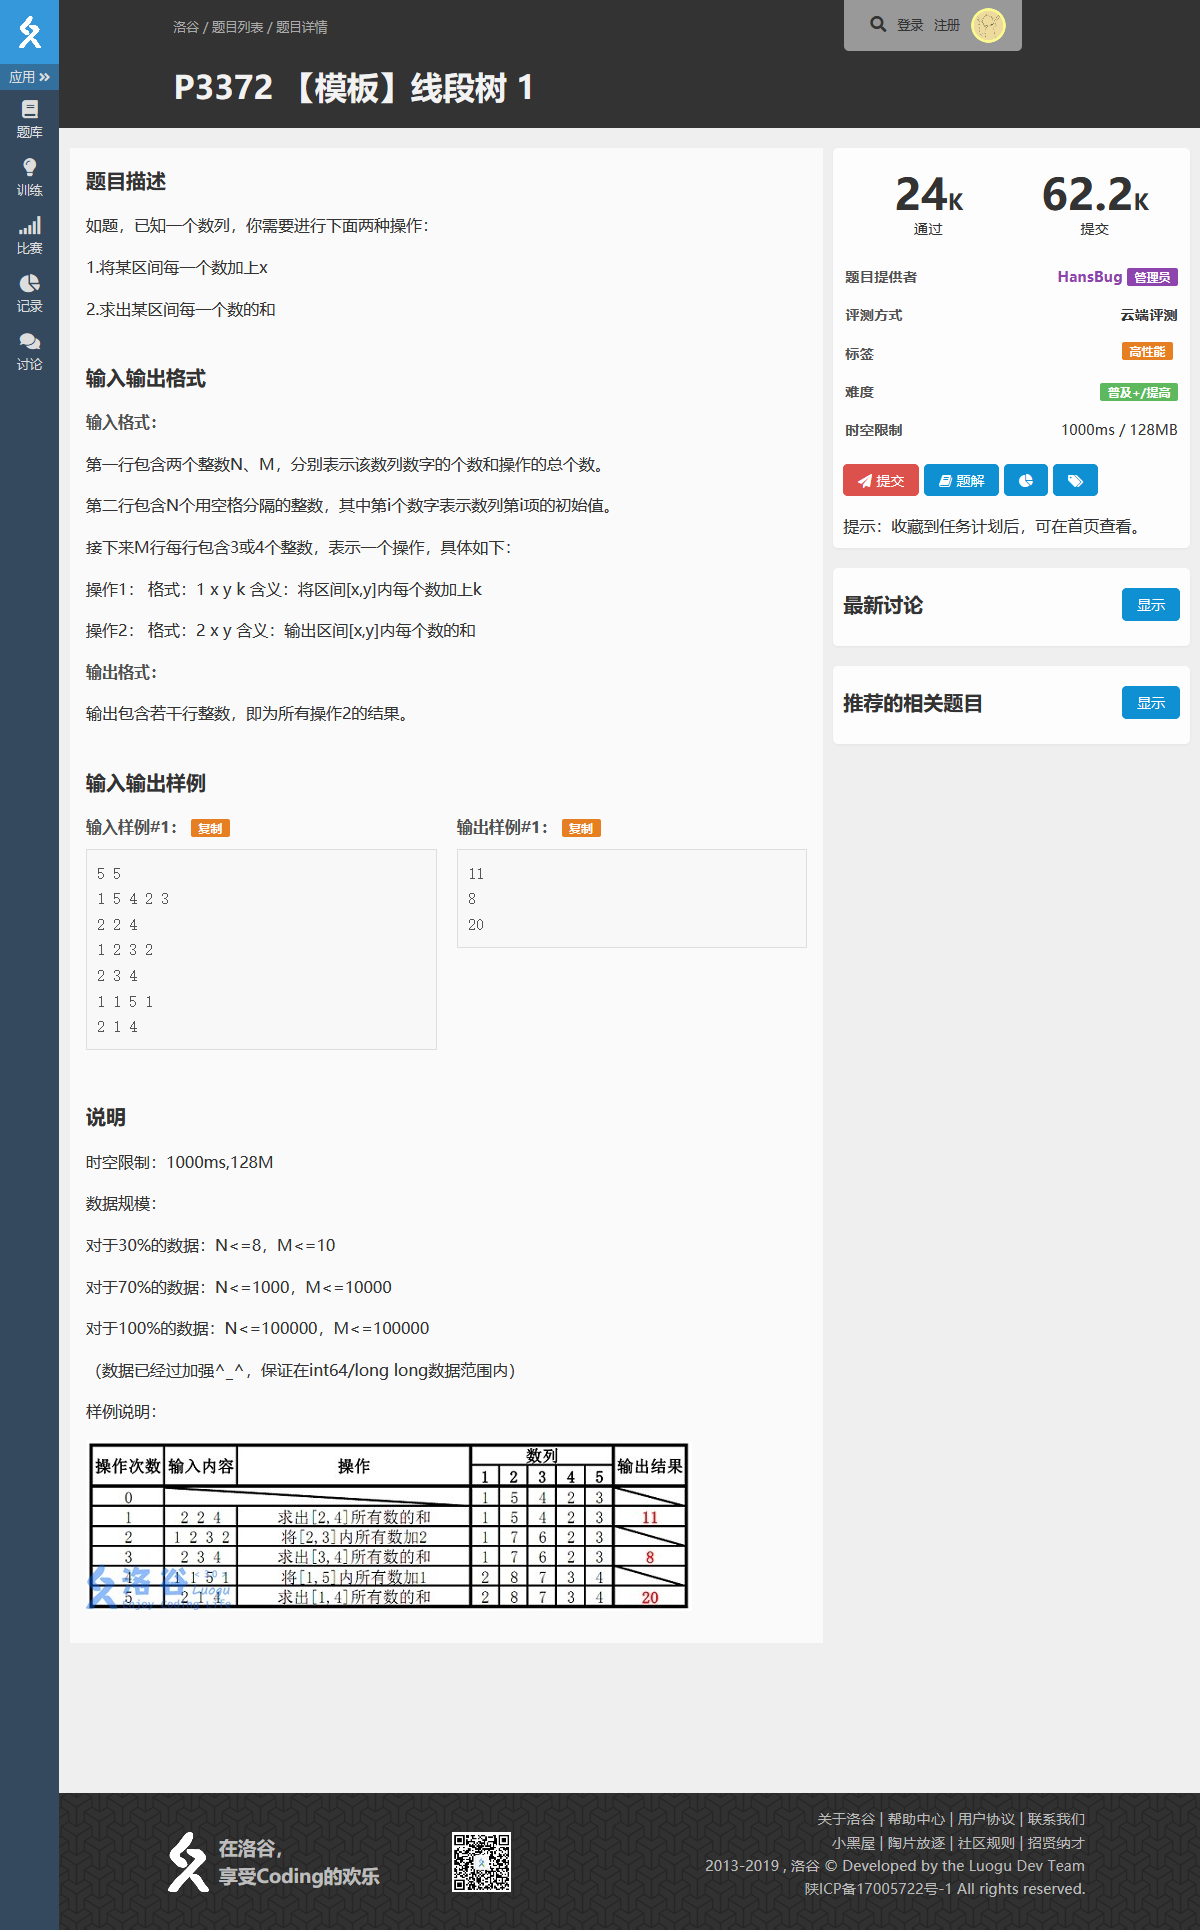 洛谷 / 题目列表 / 题目详情
登录 注册
P3372 【模板】线段树 1
应用
题库
训练
比赛
记录
讨论
题目描述
如题，已知一个数列，你需要进行下面两种操作：
1.将某区间每一个数加上x
2.求出某区间每一个数的和
输入输出格式
输入格式：
第一行包含两个整数N、M，分别表示该数列数字的个数和操作的总个数。
第二行包含N个用空格分隔的整数，其中第i个数字表示数列第i项的初始值。
接下来M行每行包含3或4个整数，表示一个操作，具体如下：
操作1： 格式：1 x y k 含义：将区间[x,y]内每个数加上k
操作2： 格式：2 x y 含义：输出区间[x,y]内每个数的和
输出格式：
输出包含若干行整数，即为所有操作2的结果。
输入输出样例
输入样例#1： 复制
5 5
1 5 4 2 3
2 2 4
1 2 3 2
2 3 4
1 1 5 1
2 1 4
输出样例#1： 复制
11
8
20
说明
时空限制：1000ms,128M
数据规模：
对于30%的数据：N<=8，M<=10
对于70%的数据：N<=1000，M<=10000
对于100%的数据：N<=100000，M<=100000
（数据已经过加强^_^，保证在int64/long long数据范围内）
样例说明：
操作次数 输入内容 操作 数列 输出结果
1 2 3 4 5
0 1 5 4 2 3
1 2 2 4 求出[2,4]所有数的和 1 5 4 2 3 11
2 1 2 3 2 将[2,3]内所有数加2 1 7 6 2 3
3 2 3 4 求出[3,4]所有数的和 1 7 6 2 3 8
4 1 1 5 1 将[1,5]内所有数加1 2 8 7 3 4
5 2 1 4 求出[1,4]所有数的和 2 8 7 3 4 20
洛谷
Luogu
Enjoy Coding Life
24K
通过
62.2K
提交
题目提供者 HansBug 管理员
评测方式 云端评测
标签 高性能
难度 普及+/提高
时空限制 1000ms / 128MB
提交 题解
提示：收藏到任务计划后，可在首页查看。
最新讨论 显示
推荐的相关题目 显示
在洛谷，
享受Coding的欢乐
关于洛谷 | 帮助中心 | 用户协议 | 联系我们
小黑屋 | 陶片放逐 | 社区规则 | 招贤纳才
2013-2019 , 洛谷 © Developed by the Luogu Dev Team
陕ICP备17005722号-1 All rights reserved.